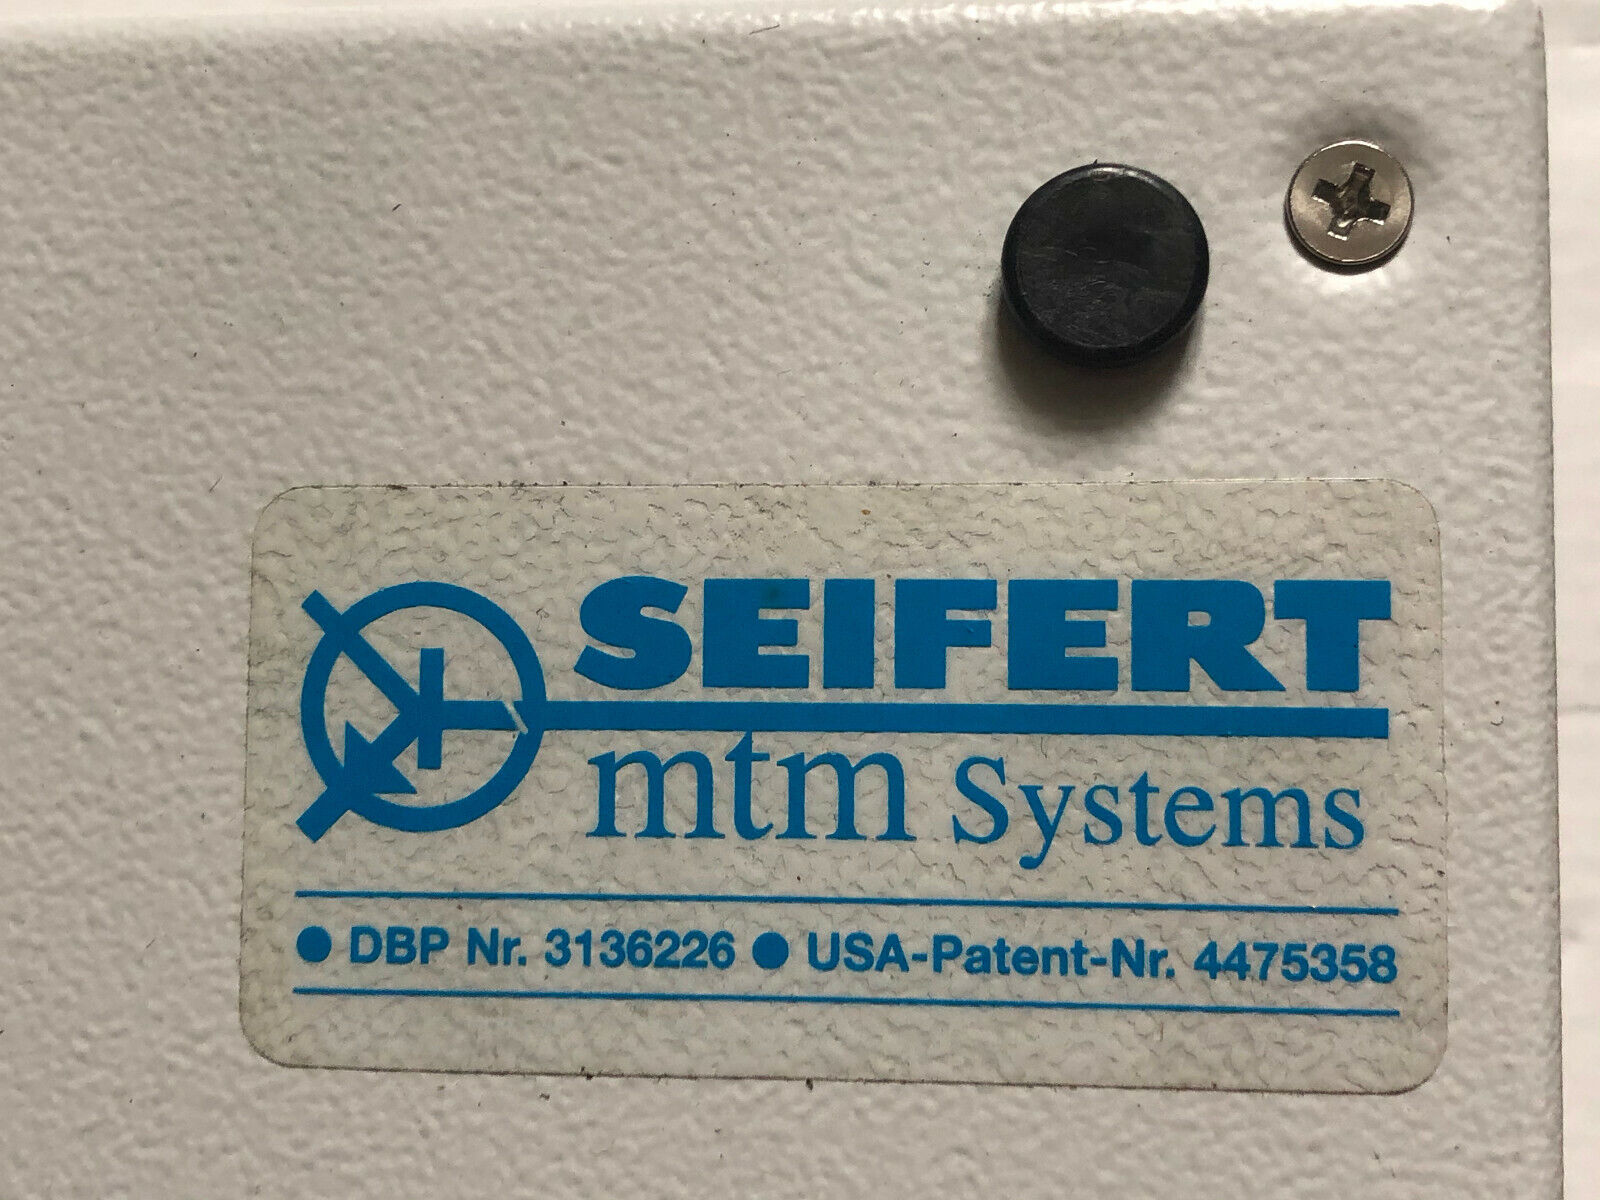 SEIFERT
mtm Systems
● DBP Nr. 3136226 ● USA-Patent-Nr. 4475358